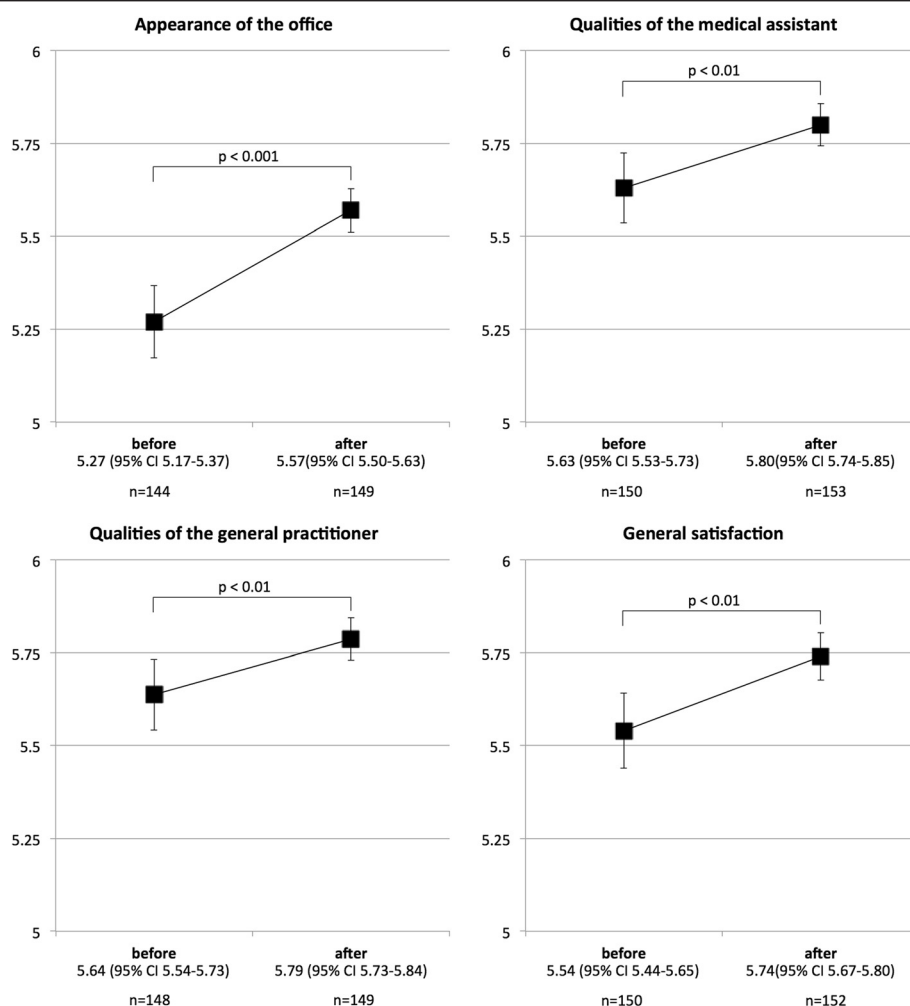 Appearance of the office
6
5.75
5.5
5.25
5
p < 0.001
before after
5.27 (95% CI 5.17-5.37) 5.57(95% CI 5.50-5.63)
n=144 n=149
Qualities of the medical assistant
6
5.75
5.5
5.25
5
p < 0.01
before after
5.63 (95% CI 5.53-5.73) 5.80(95% CI 5.74-5.85)
n=150 n=153
Qualities of the general practitioner
6
5.75
5.5
5.25
5
p < 0.01
before after
5.64 (95% CI 5.54-5.73) 5.79 (95% CI 5.73-5.84)
n=148 n=149
General satisfaction
6
5.75
5.5
5.25
5
p < 0.01
before after
5.54 (95% CI 5.44-5.65) 5.74(95% CI 5.67-5.80)
n=150 n=152